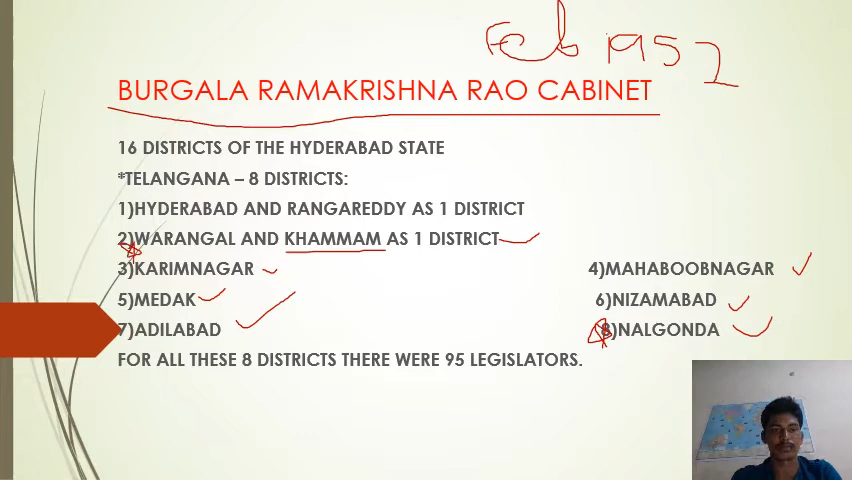 Feb 1952
BURGALA RAMAKRISHNA RAO CABINET
16 DISTRICTS OF THE HYDERABAD STATE
*TELANGANA – 8 DISTRICTS:
1)HYDERABAD AND RANGAREDDY AS 1 DISTRICT
2)WARANGAL AND KHAMMAM AS 1 DISTRICT
3)KARIMNAGAR 4)MAHABOOBNAGAR
5)MEDAK 6)NIZAMABAD
7)ADILABAD 8)NALGONDA
FOR ALL THESE 8 DISTRICTS THERE WERE 95 LEGISLATORS.